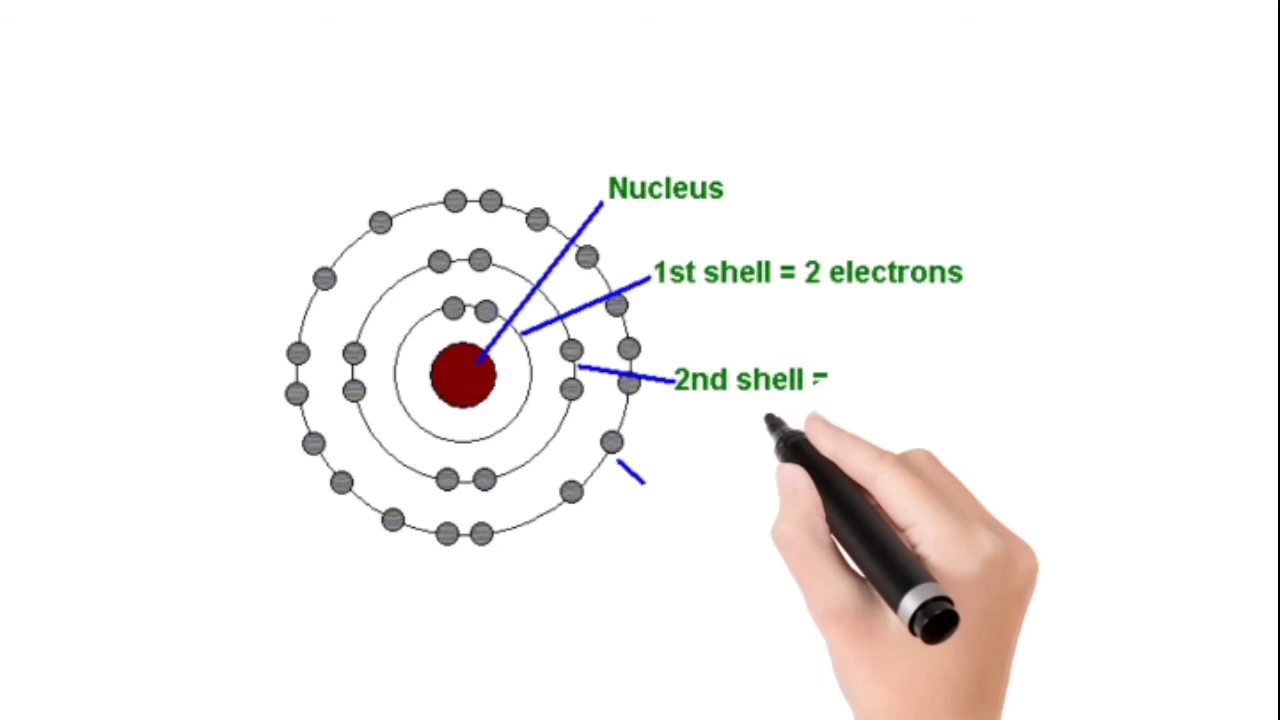 Nucleus
1st shell = 2 electrons
2nd shell =